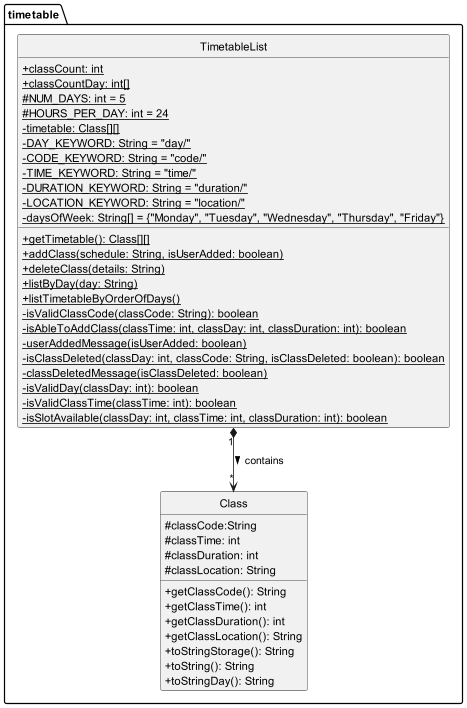 timetable
TimetableList
+classCount: int
+classCountDay: int[]
#NUM_DAYS: int = 5
#HOURS_PER_DAY: int = 24
-timetable: Class[][]
-DAY_KEYWORD: String = "day/"
-CODE_KEYWORD: String = "code/"
-TIME_KEYWORD: String = "time/"
-DURATION_KEYWORD: String = "duration/"
-LOCATION_KEYWORD: String = "location/"
-daysOfWeek: String[] = {"Monday", "Tuesday", "Wednesday", "Thursday", "Friday"}
+getTimetable(): Class[][]
+addClass(schedule: String, isUserAdded: boolean)
+deleteClass(details: String)
+listByDay(day: String)
+listTimetableByOrderOfDays()
-isValidClassCode(classCode: String): boolean
-isAbleToAddClass(classTime: int, classDay: int, classDuration: int): boolean
-userAddedMessage(isUserAdded: boolean)
-isClassDeleted(classDay: int, classCode: String, isClassDeleted: boolean): boolean
-classDeletedMessage(isClassDeleted: boolean)
-isValidDay(classDay: int): boolean
-isValidClassTime(classTime: int): boolean
-isSlotAvailable(classDay: int, classTime: int, classDuration: int): boolean
1
contains
*
Class
#classCode:String
#classTime: int
#classDuration: int
#classLocation: String
+getClassCode(): String
+getClassTime(): int
+getClassDuration(): int
+getClassLocation(): String
+toStringStorage(): String
+toString(): String
+toStringDay(): String